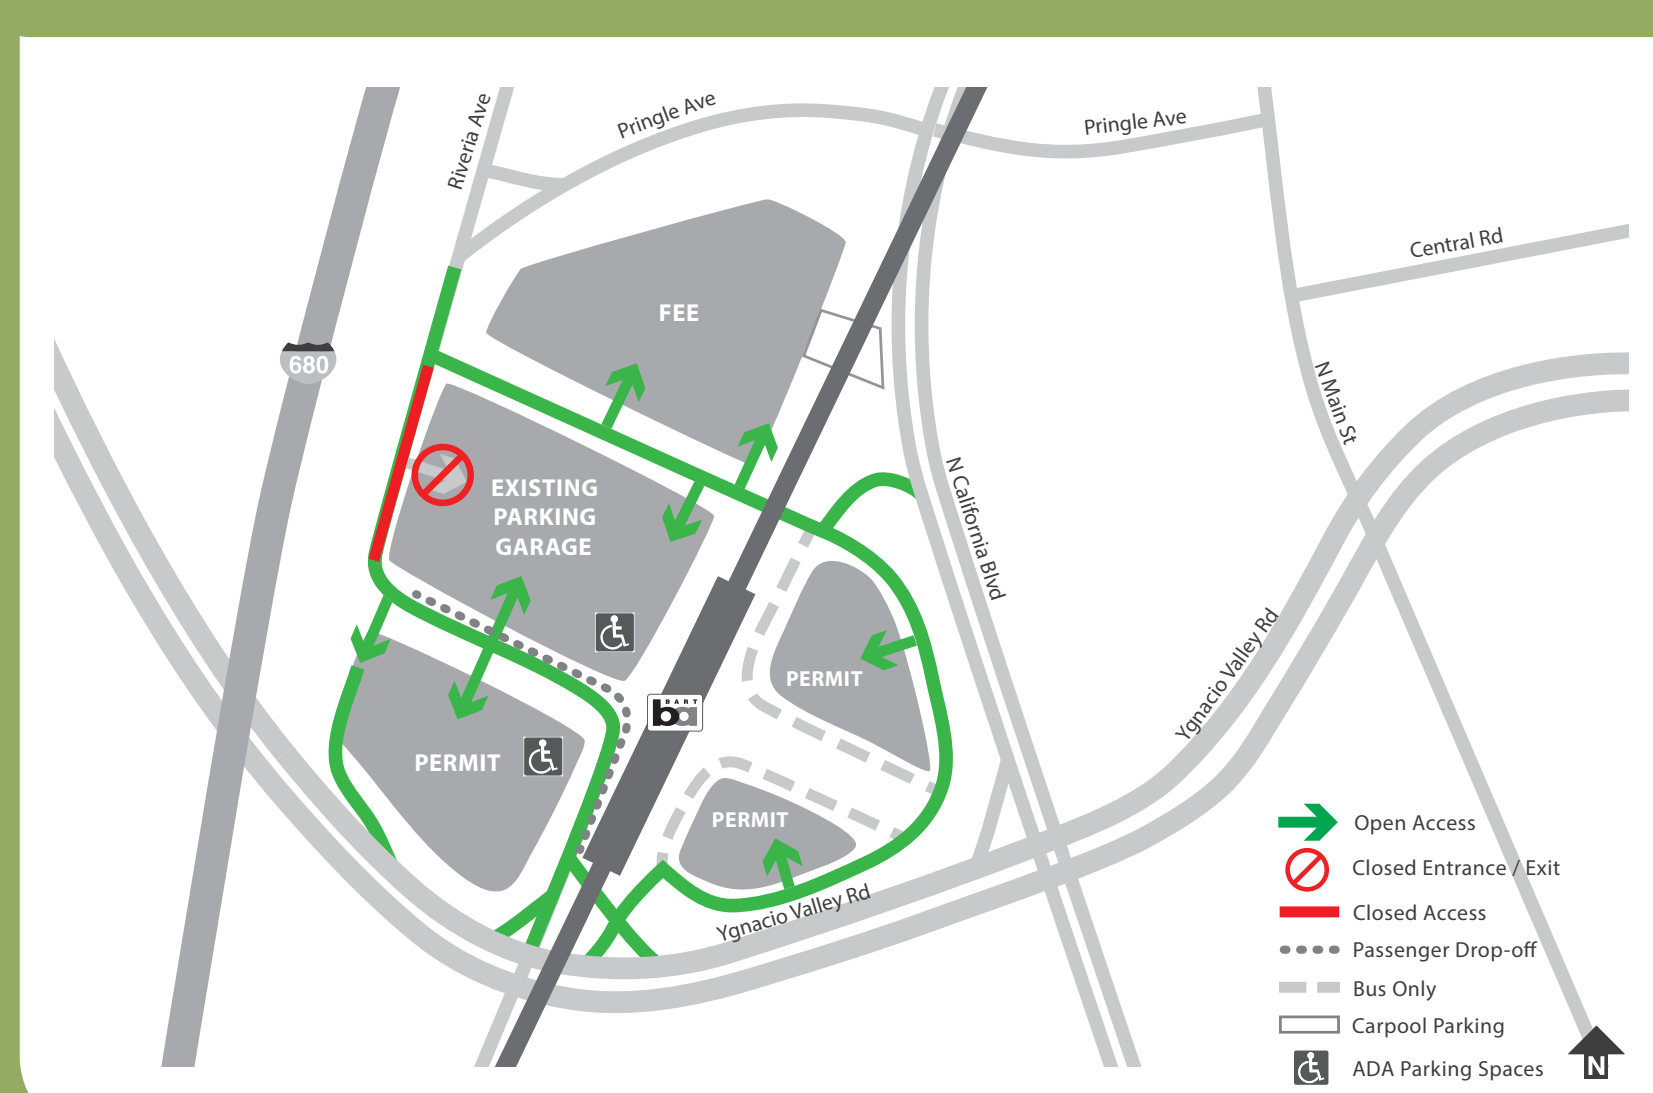 Riveria Ave
Pringle Ave
Pringle Ave
Central Rd
FEE
680
N Main St
EXISTING
PARKING
GARAGE
N California Blvd
Ygnacio Valley Rd
PERMIT
BART
ba
PERMIT
PERMIT
Ygnacio Valley Rd
Open Access
Closed Entrance / Exit
Closed Access
Passenger Drop-off
Bus Only
Carpool Parking
ADA Parking Spaces
N